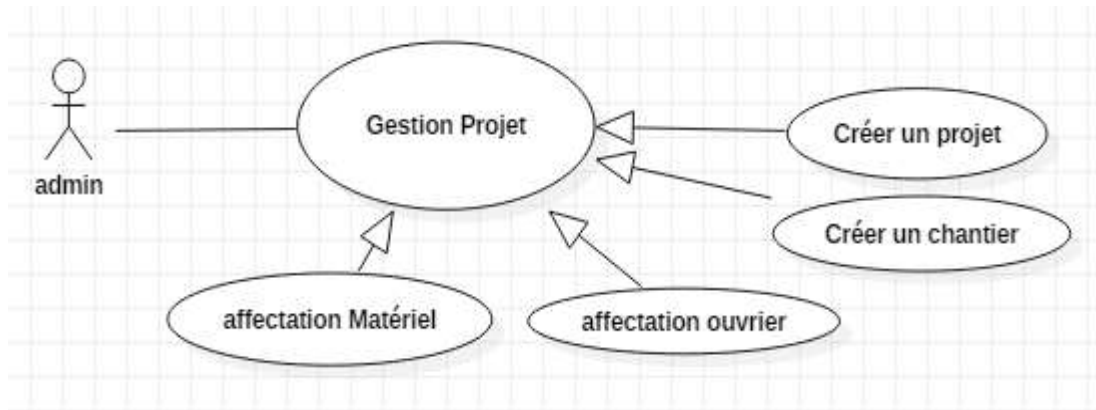 Gestion Projet
Créer un projet
admin
Créer un chantier
affectation Matériel
affectation ouvrier